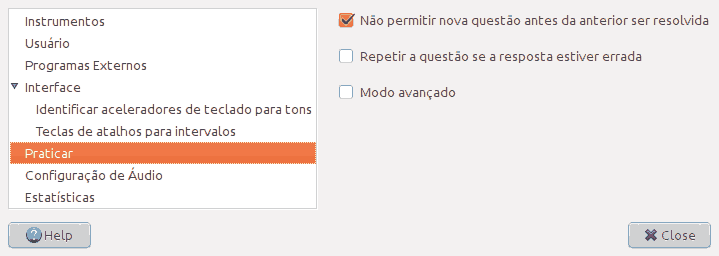 Instrumentos
Usuário
Programas Externos
Interface
Identificar aceleradores de teclado para tons
Teclas de atalhos para intervalos
Praticar
Configuração de Áudio
Estatísticas
Não permitir nova questão antes da anterior ser resolvida
Repetir a questão se a resposta estiver errada
Modo avançado
Help
Close